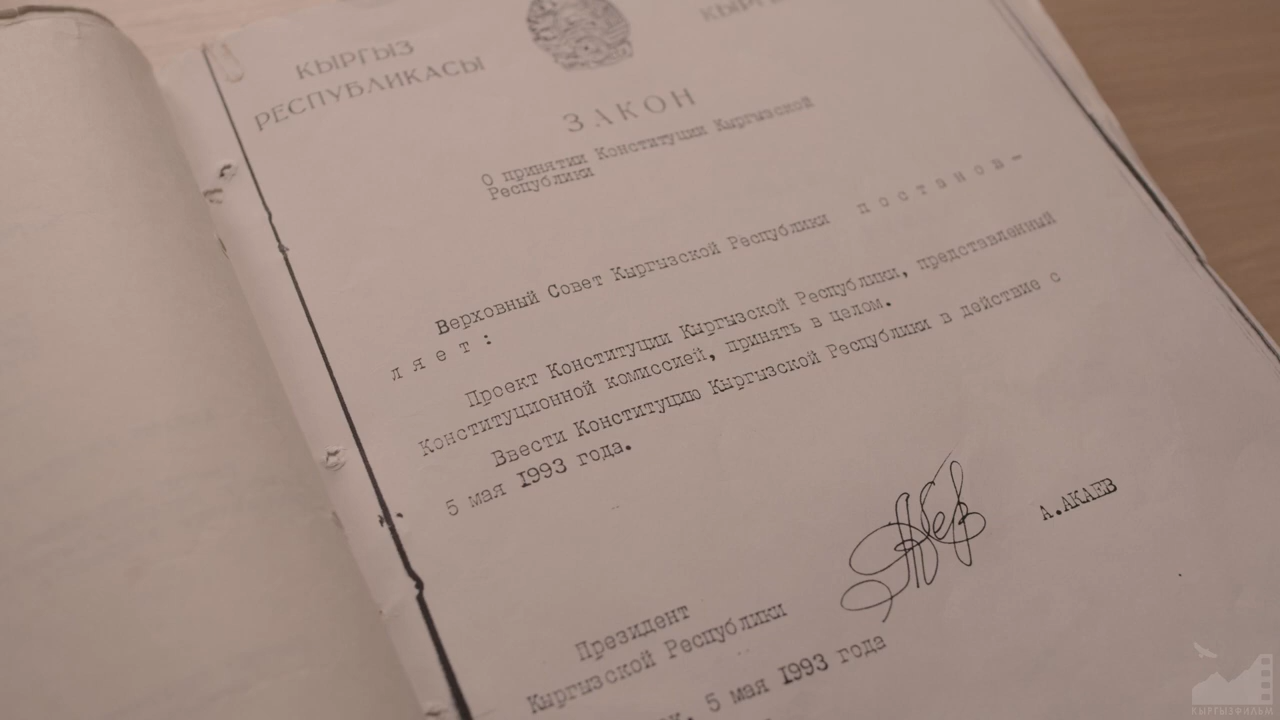 КЫРГЫЗ
РЕСПУБЛИКАСЫ
ЗАКОН
О принятии Конституции Кыргызской
Республики
Верховный Совет Кыргызской Республики постанов-
ляет:
Проект Конституции Кыргызской Республики, представленный
Конституционной комиссией, принять в целом.
Ввести Конституцию Кыргызской Республики в действие с
5 мая 1993 года.
Президент
Кыргызской Республики
А.АКАЕВ
5 мая 1993 года
КЫРГЫЗФИЛЬМ